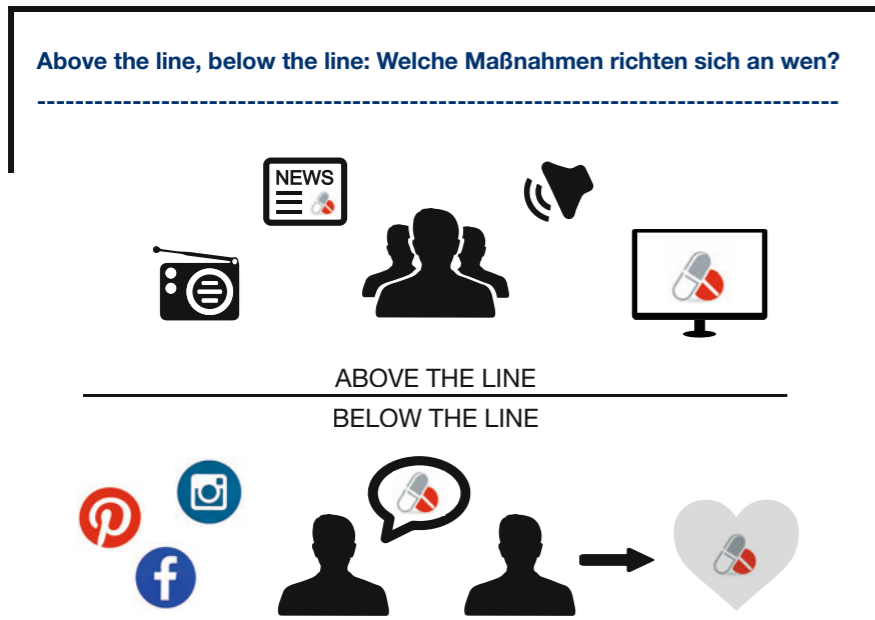 Above the line, below the line: Welche Maßnahmen richten sich an wen?
NEWS
ABOVE THE LINE
BELOW THE LINE